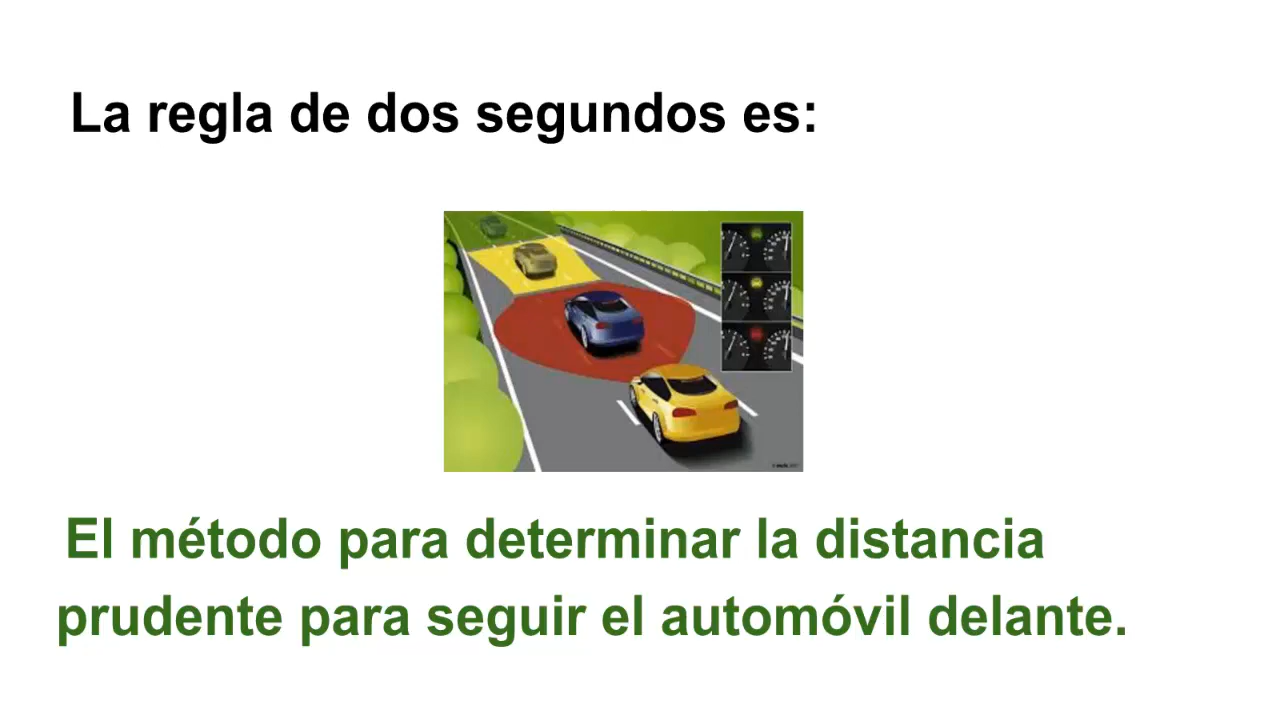 La regla de dos segundos es:
El método para determinar la distancia
prudente para seguir el automóvil delante.